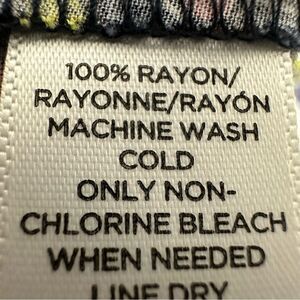 100% RAYON/
RAYONNE/RAYÓN
MACHINE WASH
COLD
ONLY NON-
CHLORINE BLEACH
WHEN NEEDED
LINE DRY